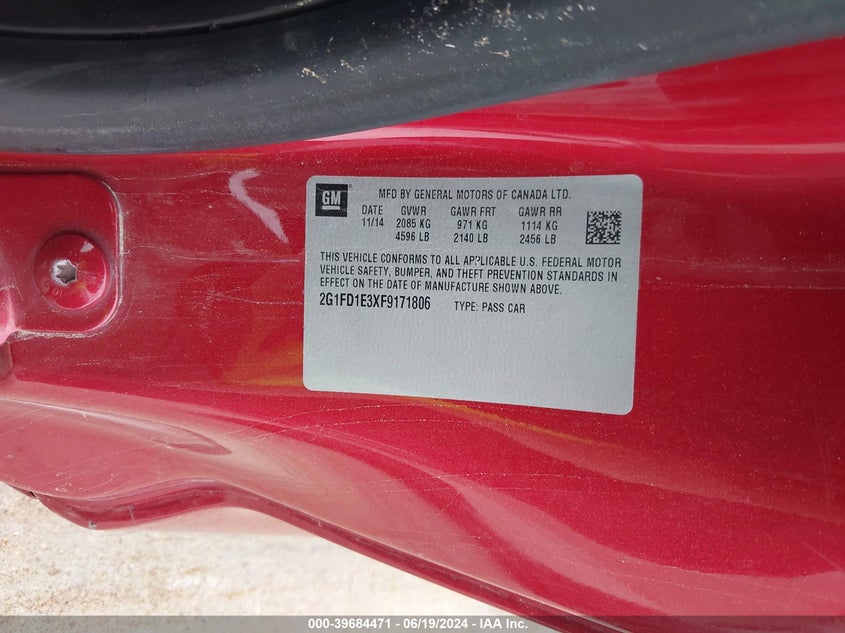 GM
MFD BY GENERAL MOTORS OF CANADA LTD.
DATE GVWR GAWR FRT GAWR RR
11/14 2085 KG 971 KG 1114 KG
4596 LB 2140 LB 2456 LB
THIS VEHICLE CONFORMS TO ALL APPLICABLE U.S. FEDERAL MOTOR
VEHICLE SAFETY, BUMPER, AND THEFT PREVENTION STANDARDS IN
EFFECT ON THE DATE OF MANUFACTURE SHOWN ABOVE.
2G1FD1E3XF9171806 TYPE: PASS CAR
000-39684471 - 06/19/2024 - IAA Inc.